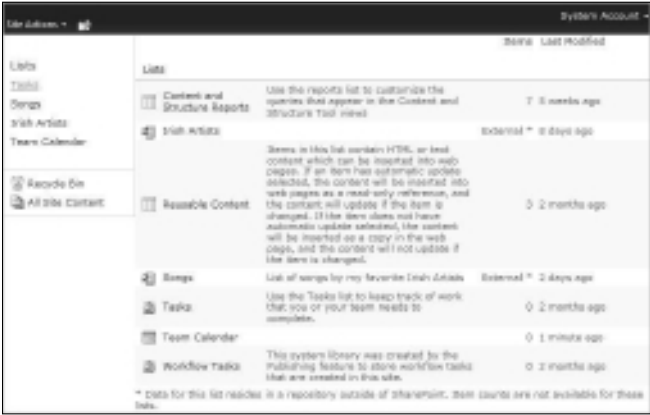 Site Actions
System Account
Items Last Modified
Lists
Tasks
Songs
Irish Artists
Team Calendar
Recycle Bin
All Site Content
Lists
Content and Structure Reports
Use the reports list to customize the
queries that appear in the Content and
Structure Tool views
7 5 weeks ago
Irish Artists
External * 8 days ago
Reusable Content
Items in this list contain HTML or text
content which can be inserted into web
pages. If an item has automatic update
selected, the content will be inserted into
web pages as a read-only reference, and
the content will update if the item is
changed. If the item does not have
automatic update selected, the content
will be inserted as a copy in the web
page, and the content will not update if
the item is changed.
3 2 months ago
Songs
List of songs by my favorite Irish Artists
External * 2 days ago
Tasks
Use the Tasks list to keep track of work
that you or your team needs to
complete.
0 2 months ago
Team Calendar
0 1 minute ago
Workflow Tasks
This system library was created by the
Publishing feature to store workflow tasks
that are created in this site.
0 2 months ago
* Data for this list resides in a repository outside of SharePoint. Item counts are not available for these
lists.